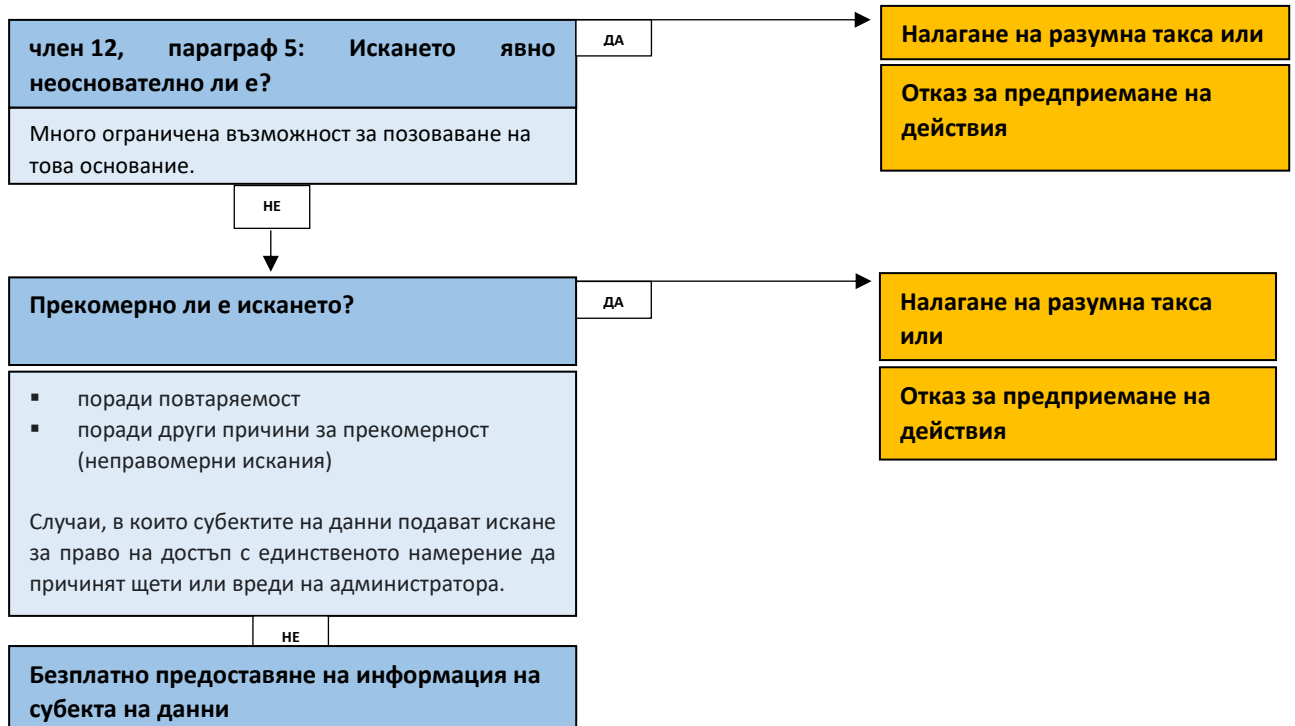 член 12, параграф 5: Искането явно
неоснователно ли е?
Много ограничена възможност за позоваване на
това основание.
ДА
Налагане на разумна такса или
Отказ за предприемане на
действия
НЕ
Прекомерно ли е искането?
▪ поради повтаряемост
▪ поради други причини за прекомерност
(неправомерни искания)
Случаи, в които субектите на данни подават искане
за право на достъп с единственото намерение да
причинят щети или вреди на администратора.
ДА
Налагане на разумна такса
или
Отказ за предприемане на
действия
НЕ
Безплатно предоставяне на информация на
субекта на данни